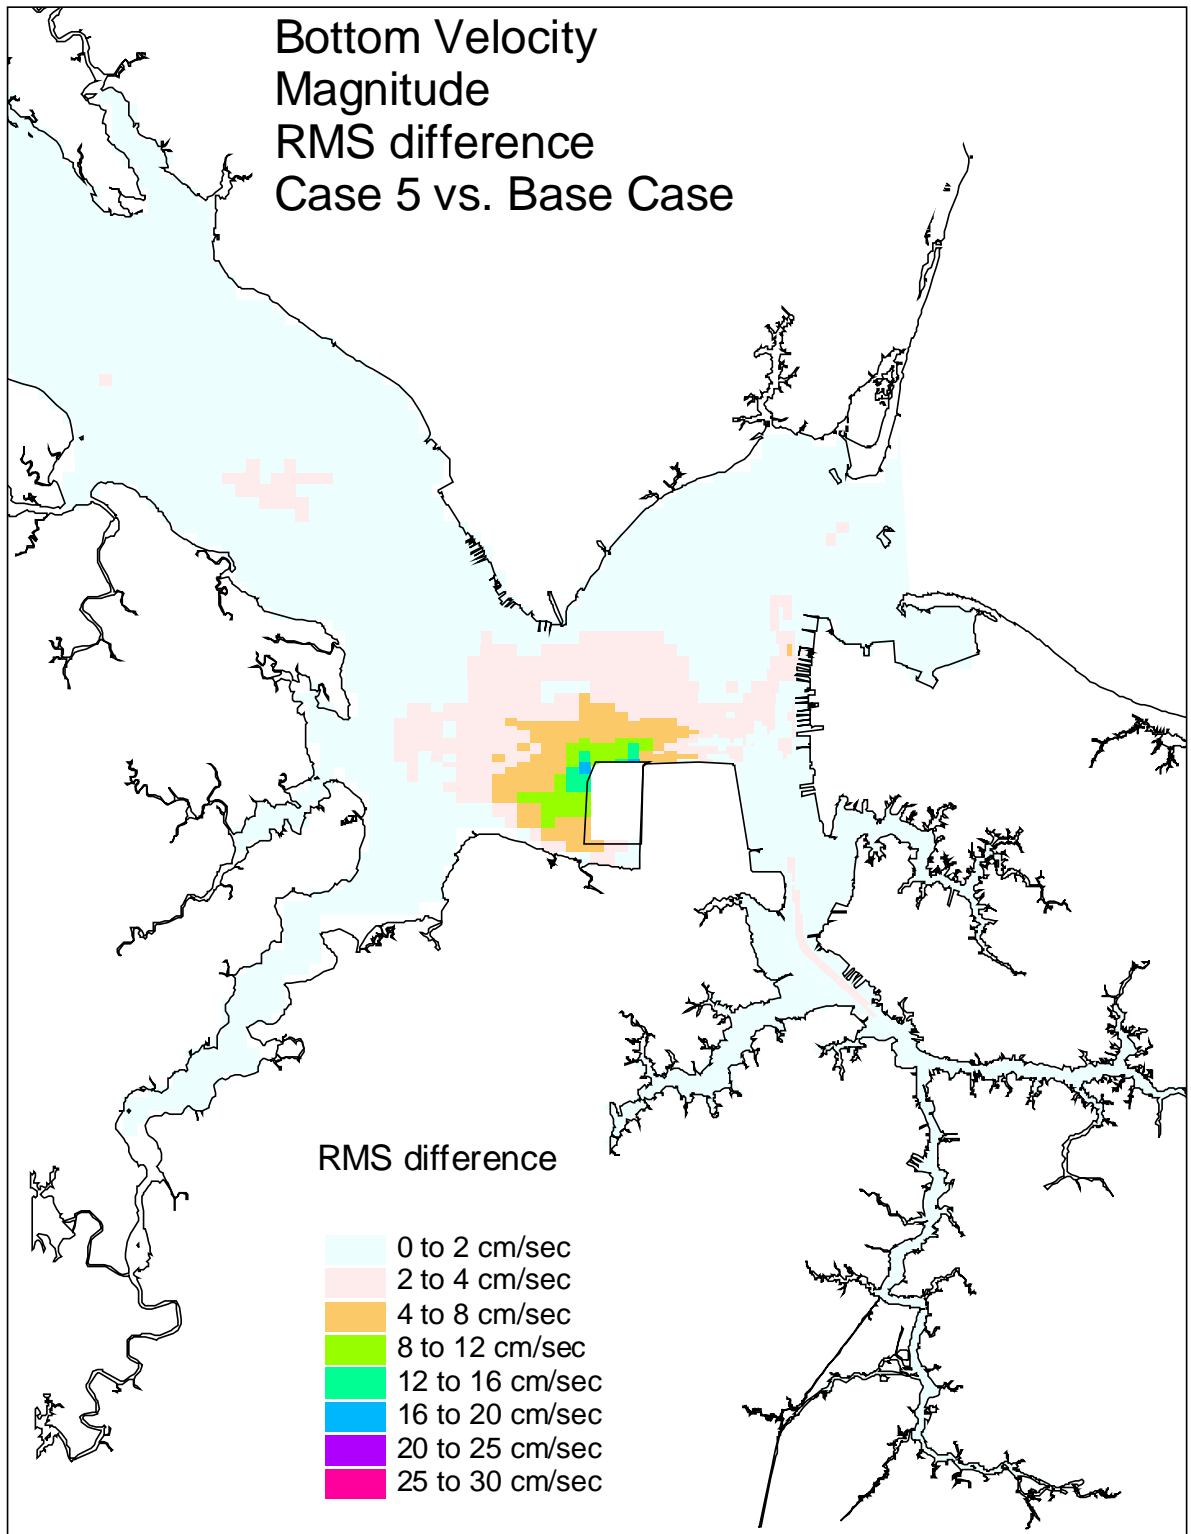 Bottom Velocity
Magnitude
RMS difference
Case 5 vs. Base Case
RMS difference
0 to 2 cm/sec
2 to 4 cm/sec
4 to 8 cm/sec
8 to 12 cm/sec
12 to 16 cm/sec
16 to 20 cm/sec
20 to 25 cm/sec
25 to 30 cm/sec